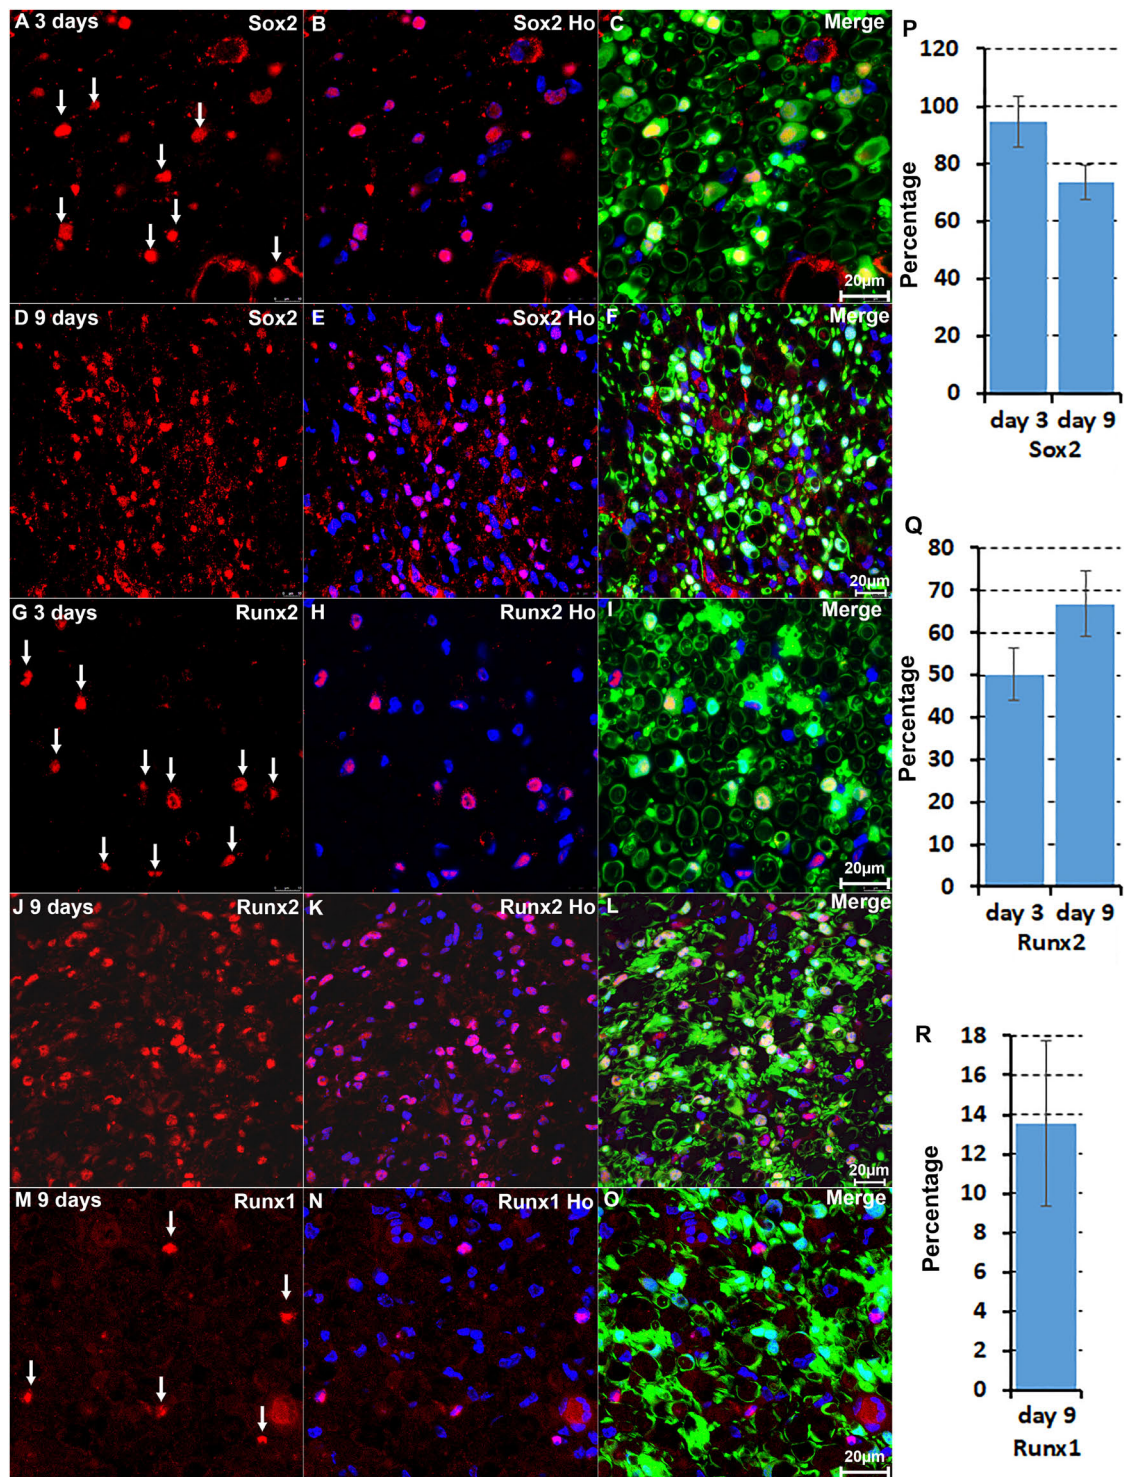 A 3 days Sox2
B Sox2 Ho
C Merge
20µm
D 9 days Sox2
E Sox2 Ho
F Merge
20µm
G 3 days Runx2
H Runx2 Ho
I Merge
20µm
J 9 days Runx2
K Runx2 Ho
L Merge
20µm
M 9 days Runx1
N Runx1 Ho
O Merge
20µm
P
Percentage
120
100
80
60
40
20
0
day 3 day 9
Sox2
Q
Percentage
80
70
60
50
40
30
20
10
0
day 3 day 9
Runx2
R
Percentage
18
16
14
12
10
8
6
4
2
0
day 9
Runx1